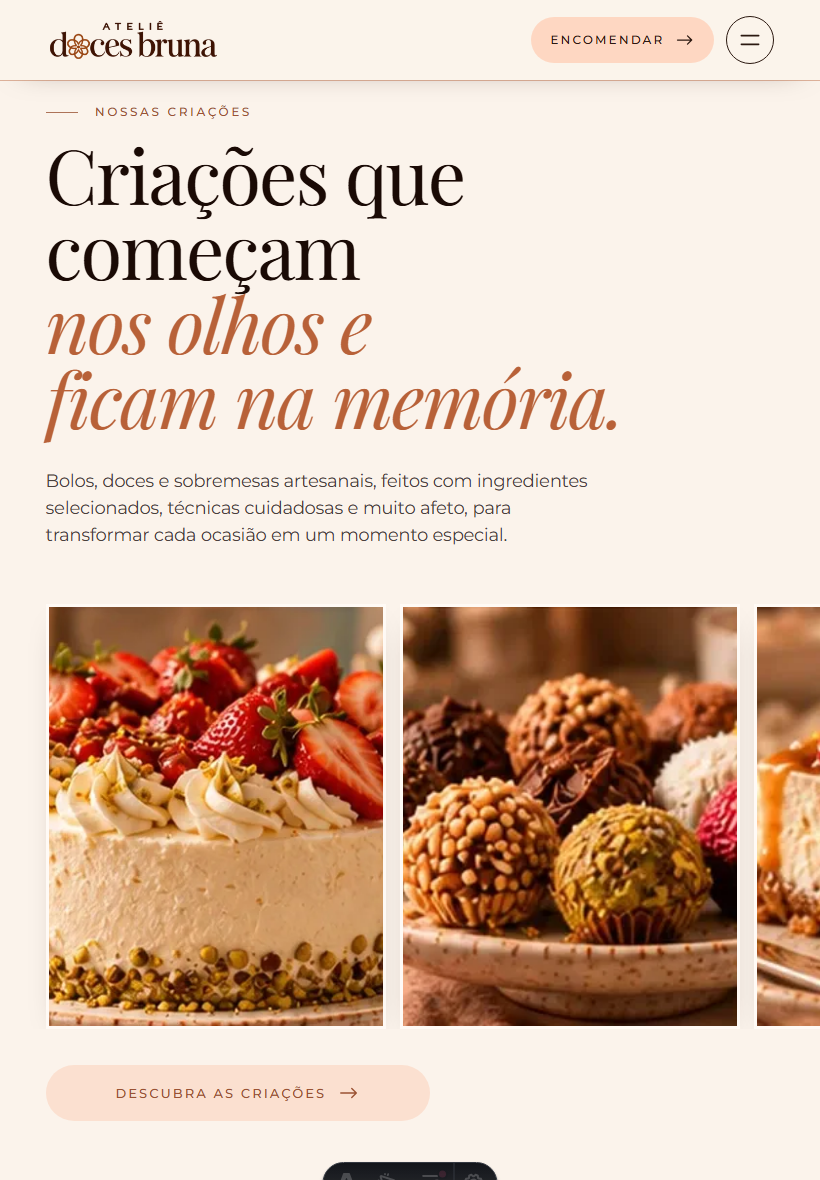 ATELIÊ
doces bruna
ENCOMENDAR
NOSSAS CRIAÇÕES
Criações que
começam
nos olhos e
ficam na memória.
Bolos, doces e sobremesas artesanais, feitos com ingredientes
selecionados, técnicas cuidadosas e muito afeto, para
transformar cada ocasião em um momento especial.
DESCUBRA AS CRIAÇÕES